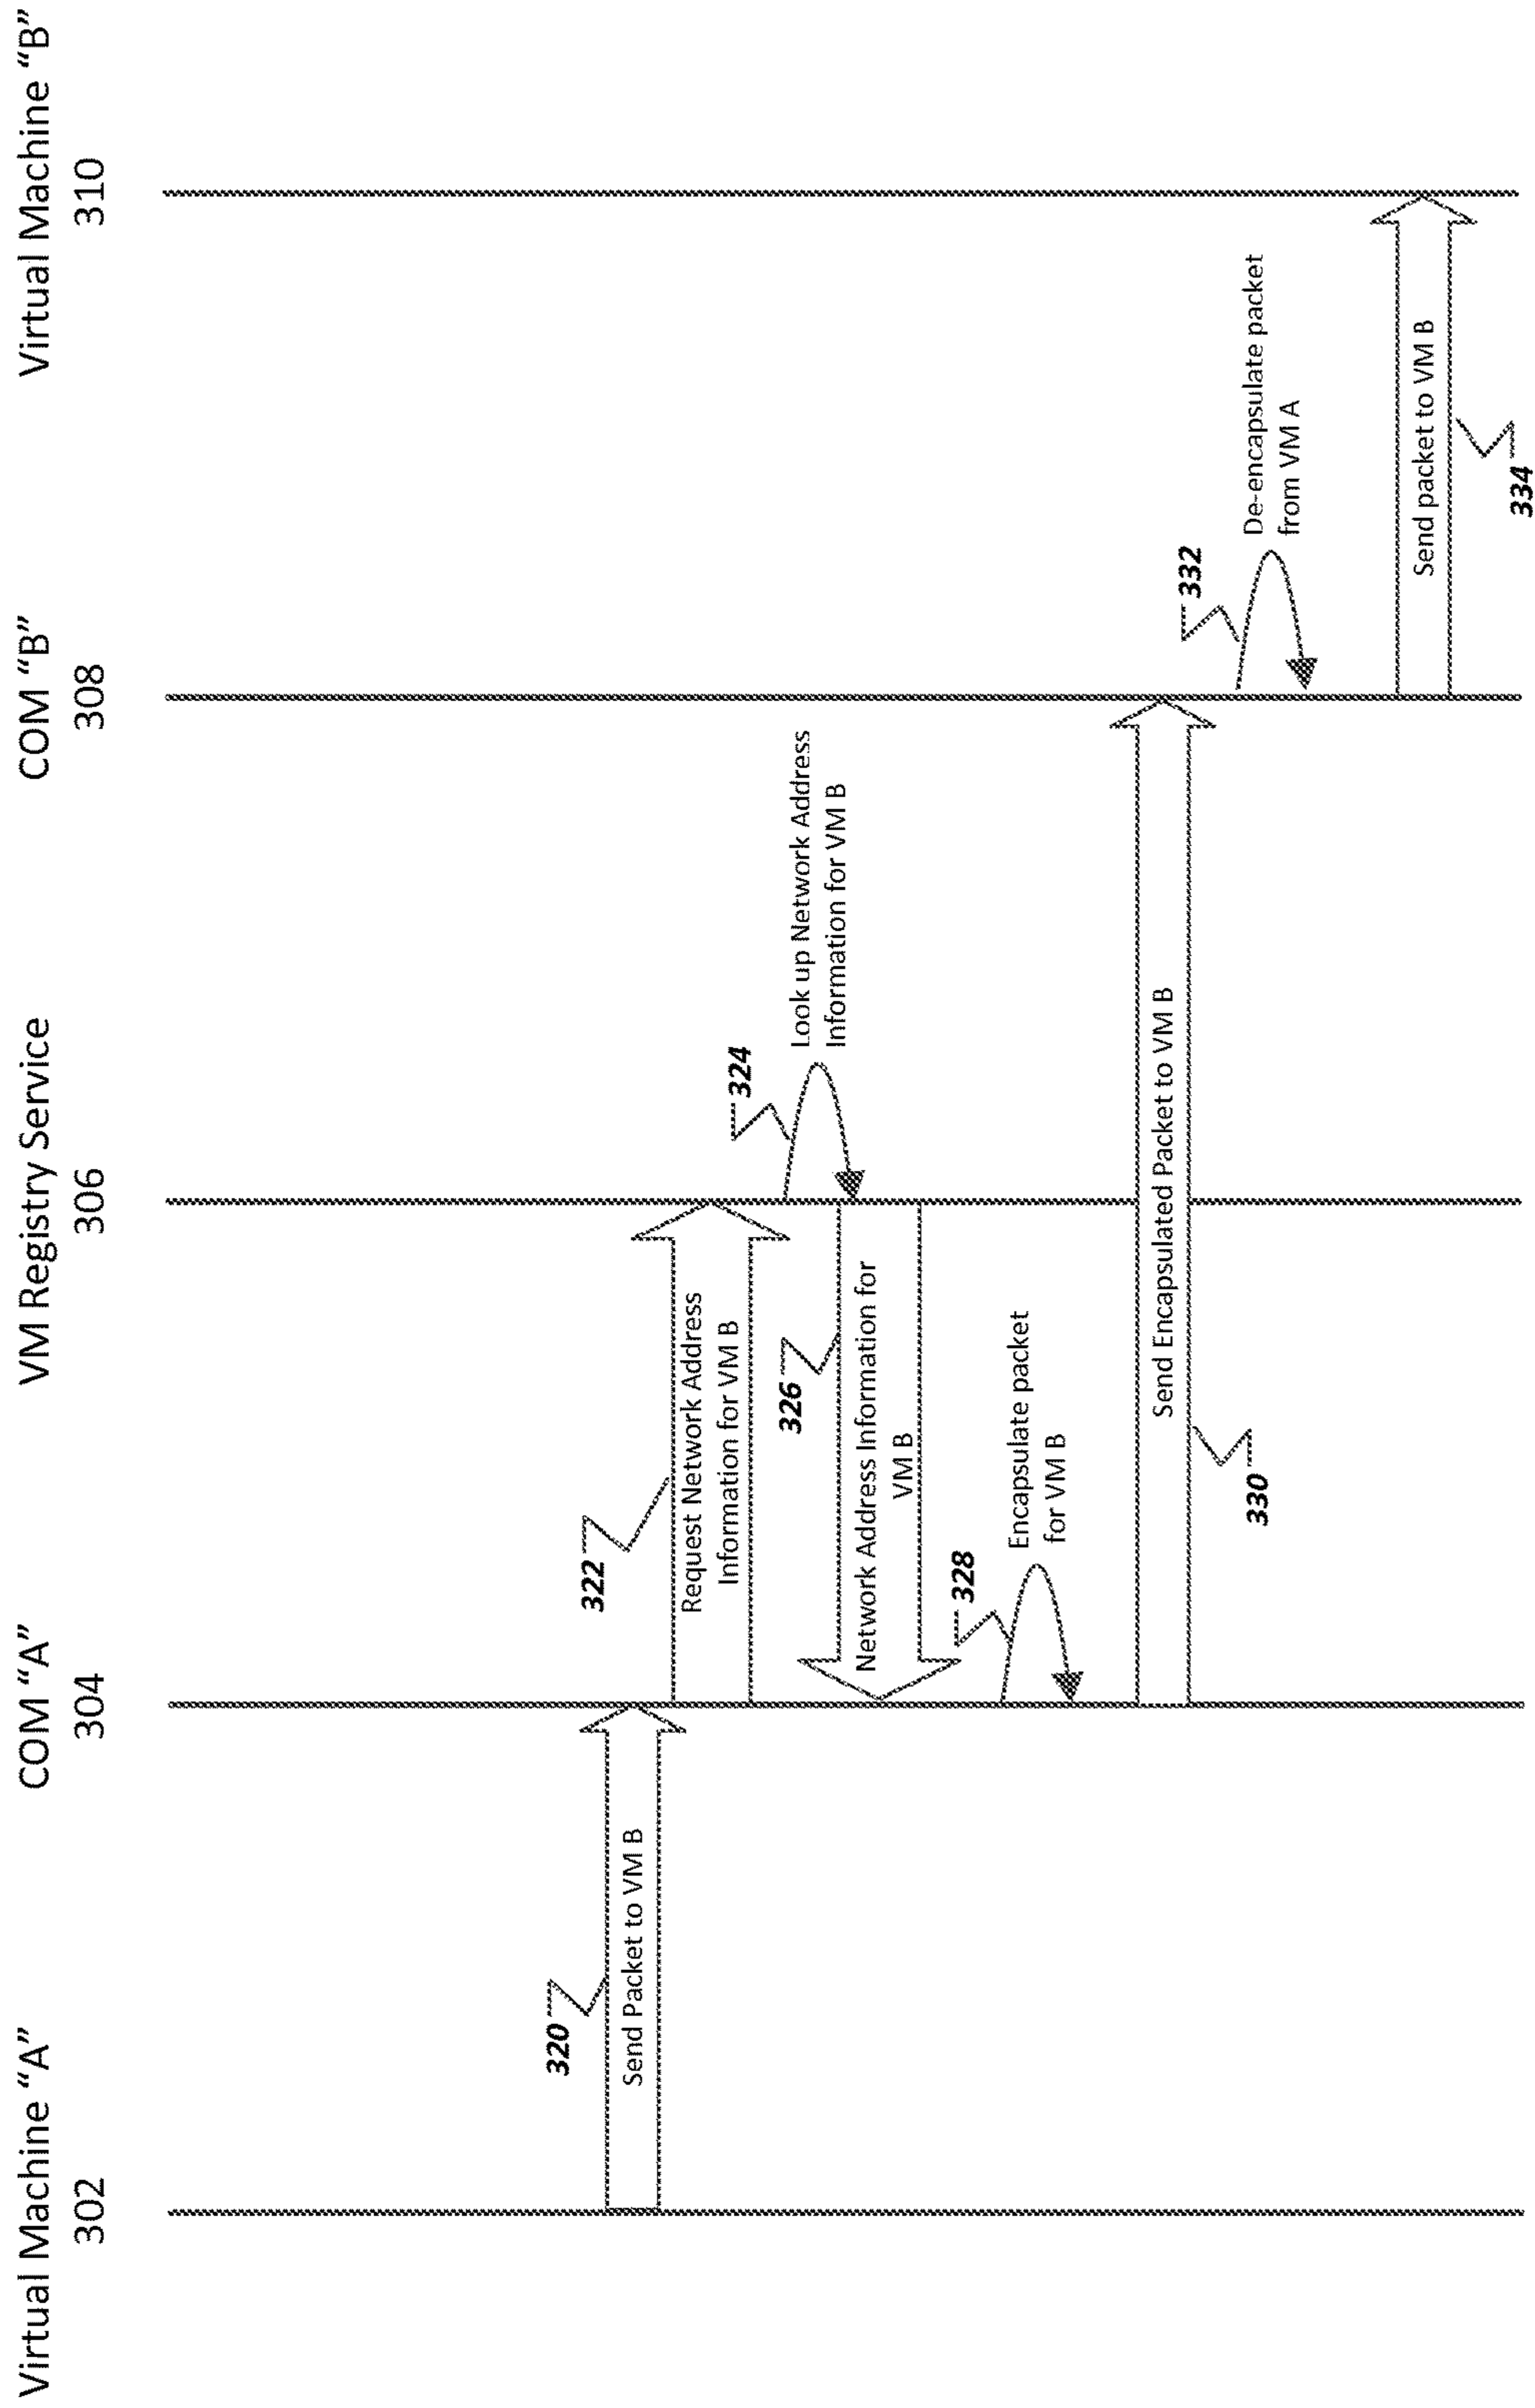 Virtual Machine “A”
302
COM “A”
304
VM Registry Service
306
COM “B”
308
Virtual Machine “B”
310
320
Send Packet to VM B
322
Request Network Address
Information for VM B
324
Look up Network Address
Information for VM B
326
Network Address Information for
VM B
328
Encapsulate packet
for VM B
Send Encapsulated Packet to VM B
330
332
De-encapsulate packet
from VM A
Send packet to VM B
334